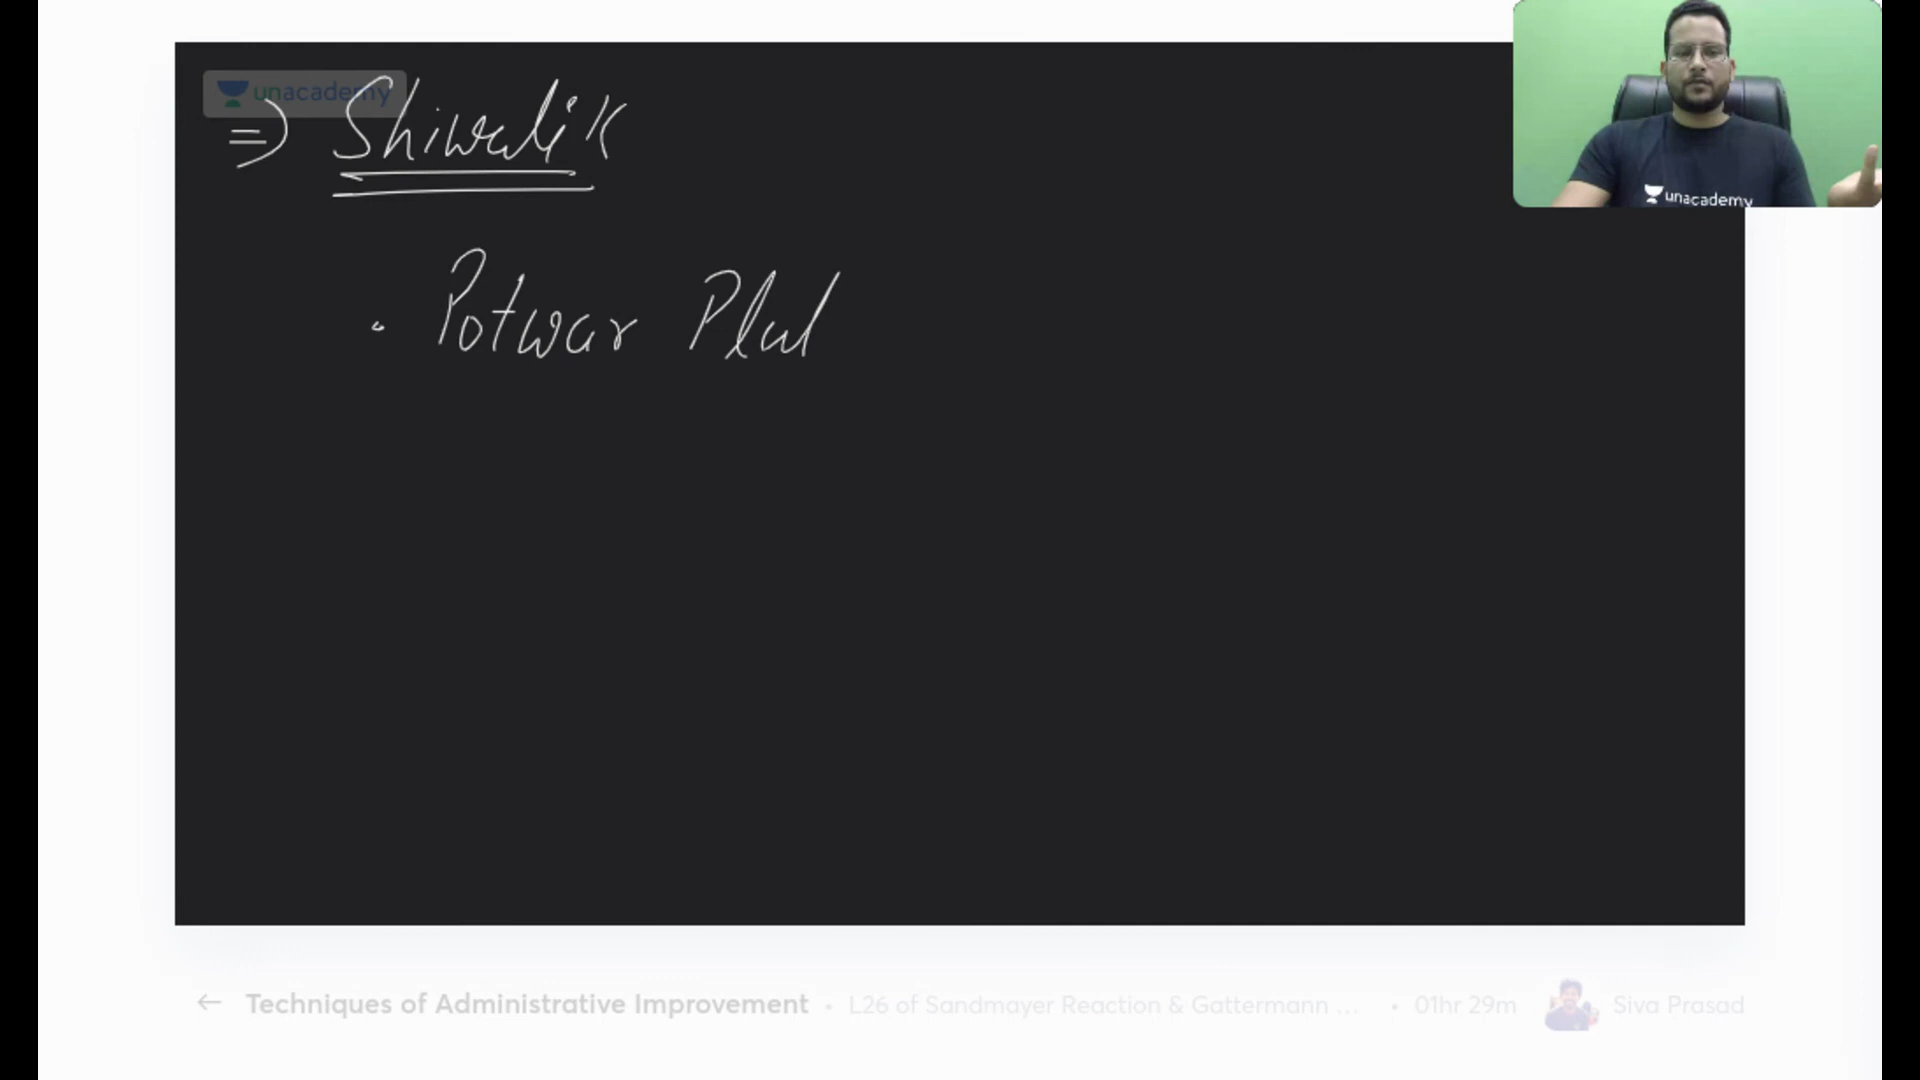 unacademy
=> Shiwalik
• Potwar Plat
unacademy
← Techniques of Administrative Improvement • L26 of Sandmayer Reaction & Gattermann ... • 01hr 29m Siva Prasad